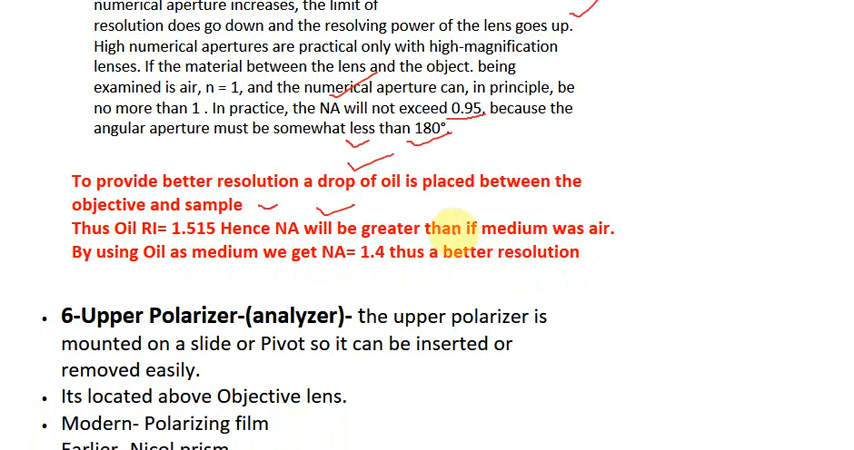 numerical aperture increases, the limit of
resolution does go down and the resolving power of the lens goes up.
High numerical apertures are practical only with high-magnification
lenses. If the material between the lens and the object. being
examined is air, n = 1, and the numerical aperture can, in principle, be
no more than 1 . In practice, the NA will not exceed 0.95, because the
angular aperture must be somewhat less than 180°.
To provide better resolution a drop of oil is placed between the
objective and sample
Thus Oil RI= 1.515 Hence NA will be greater than if medium was air.
By using Oil as medium we get NA= 1.4 thus a better resolution
• 6-Upper Polarizer-(analyzer)- the upper polarizer is
mounted on a slide or Pivot so it can be inserted or
removed easily.
• Its located above Objective lens.
• Modern- Polarizing film
Earlier- Nicol prism